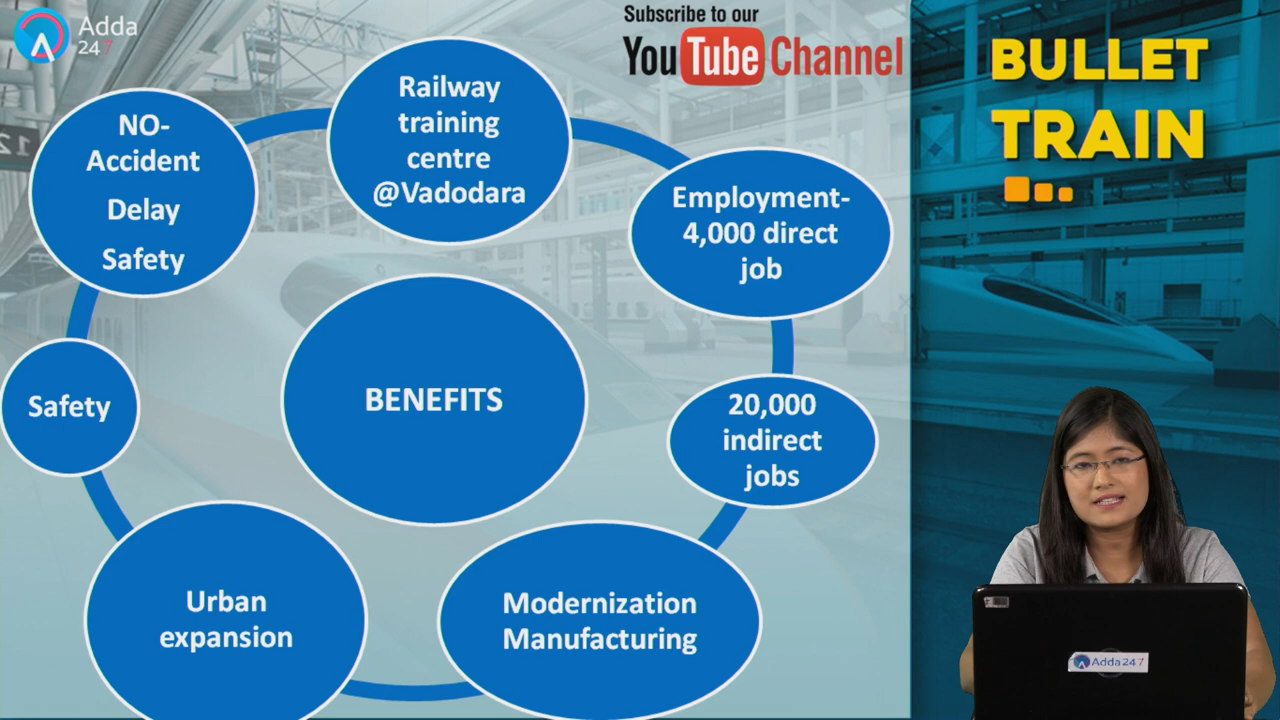 Adda
247
Subscribe to our
YouTube Channel
BULLET
TRAIN
NO-
Accident
Delay
Safety
Railway
training
centre
@Vadodara
Employment-
4,000 direct
job
BENEFITS
20,000
indirect
jobs
Safety
Urban
expansion
Modernization
Manufacturing
Adda247
12